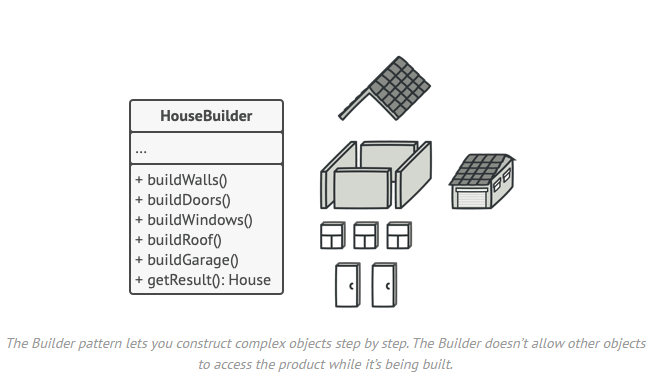 HouseBuilder
...
+ buildWalls()
+ buildDoors()
+ buildWindows()
+ buildRoof()
+ buildGarage()
+ getResult(): House
The Builder pattern lets you construct complex objects step by step. The Builder doesn't allow other objects
to access the product while it's being built.